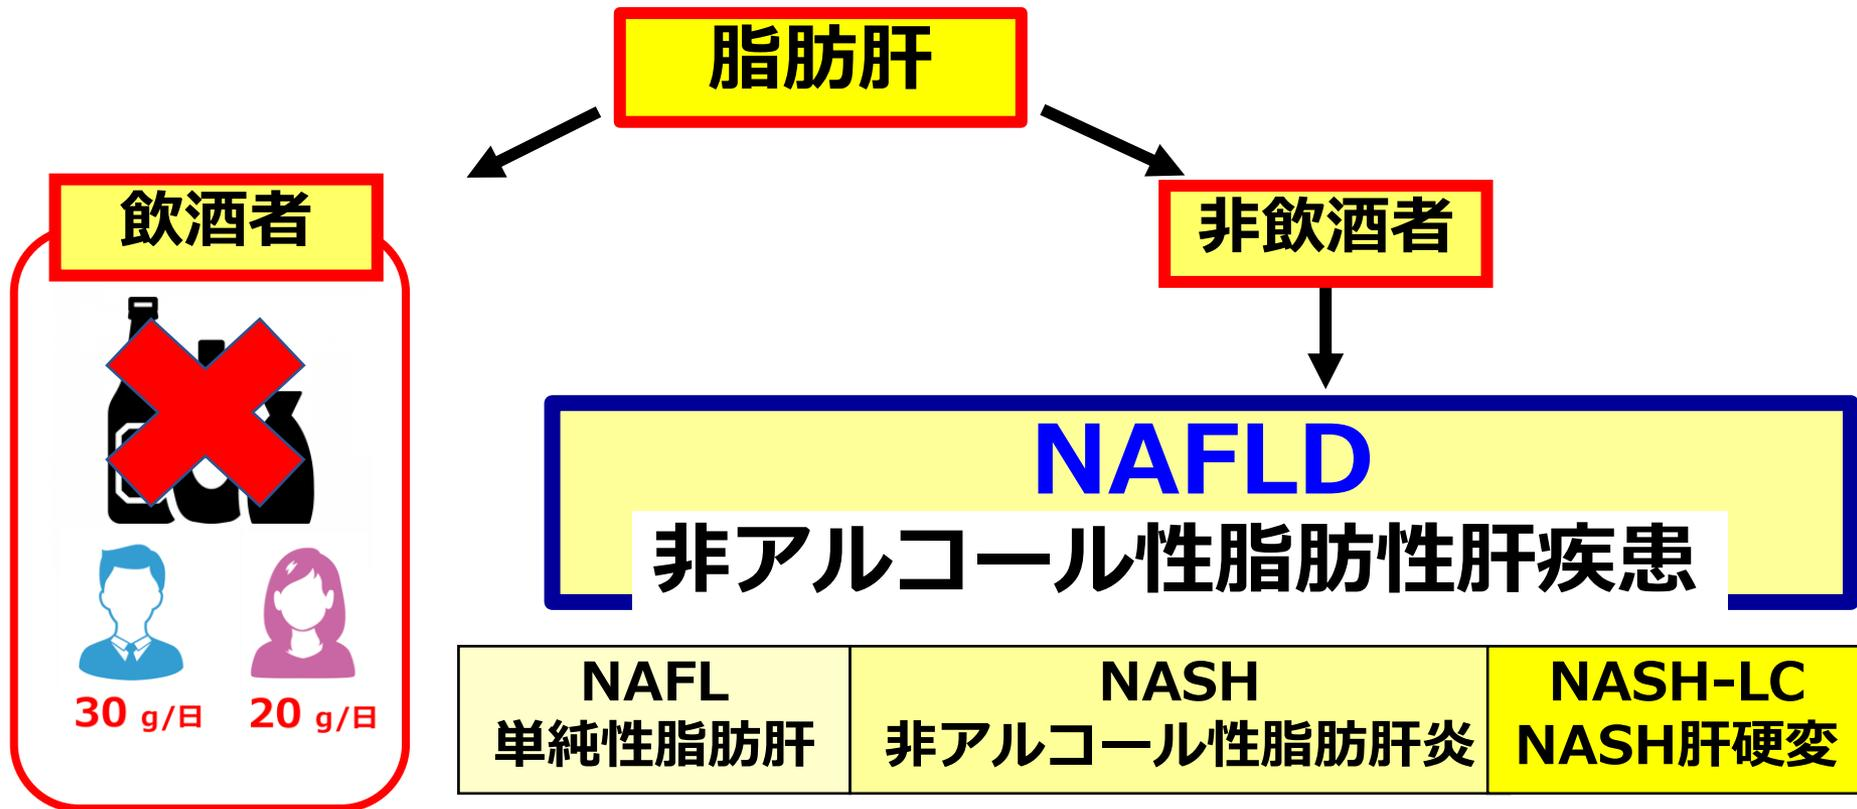 脂肪肝
飲酒者
非飲酒者
30 g/日
20 g/日
NAFLD
非アルコール性脂肪性肝疾患
NAFL
単純性脂肪肝
NASH
非アルコール性脂肪肝炎
NASH-LC
NASH肝硬変